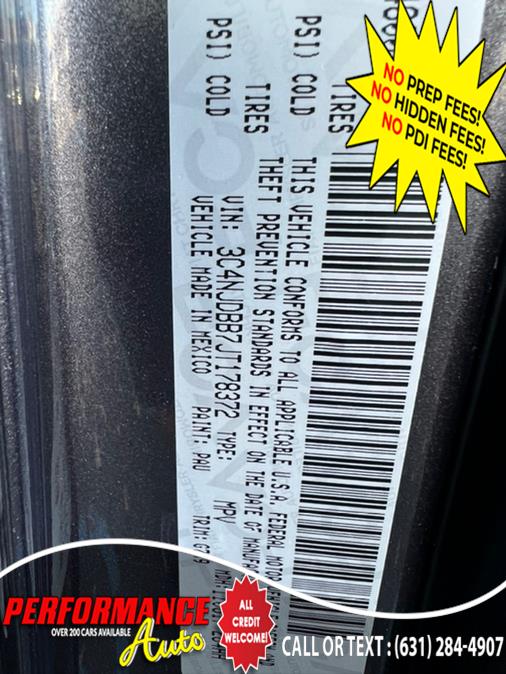 PSI) COLD
PSI) COLD
TIRES
TIRES
THIS VEHICLE CONFORMS TO ALL APPLICABLE U.S.A. FEDERAL MOTOR
THEFT PREVENTION STANDARDS IN EFFECT ON THE DATE OF
VIN: 3C4NJDBB7JT178372 TYPE: MPV
VEHICLE MADE IN MEXICO PAINT: PAU TRIM:
NO PREP FEES!
NO HIDDEN FEES!
NO PDI FEES!
PERFORMANCE
OVER 200 CARS AVAILABLE
Auto
ALL
CREDIT
WELCOME!
CALL OR TEXT : (631) 284-4907